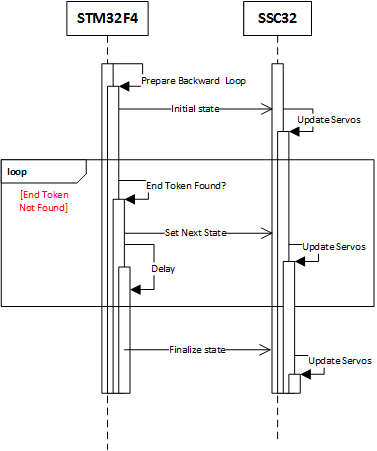 STM32F4
SSC32
Prepare Backward Loop
Initial state
Update Servos
loop
[End Token
Not Found]
End Token Found?
Set Next State
Update Servos
Delay
Finalize state
Update Servos